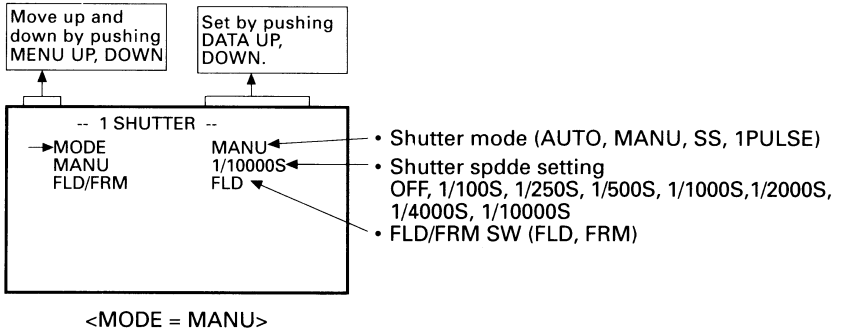 Move up and
down by pushing
MENU UP, DOWN
Set by pushing
DATA UP,
DOWN.
-- 1 SHUTTER --
MODE MANU
MANU 1/10000S
FLD/FRM FLD
• Shutter mode (AUTO, MANU, SS, 1PULSE)
• Shutter spdde setting
OFF, 1/100S, 1/250S, 1/500S, 1/1000S,1/2000S,
1/4000S, 1/10000S
• FLD/FRM SW (FLD, FRM)
<MODE = MANU>